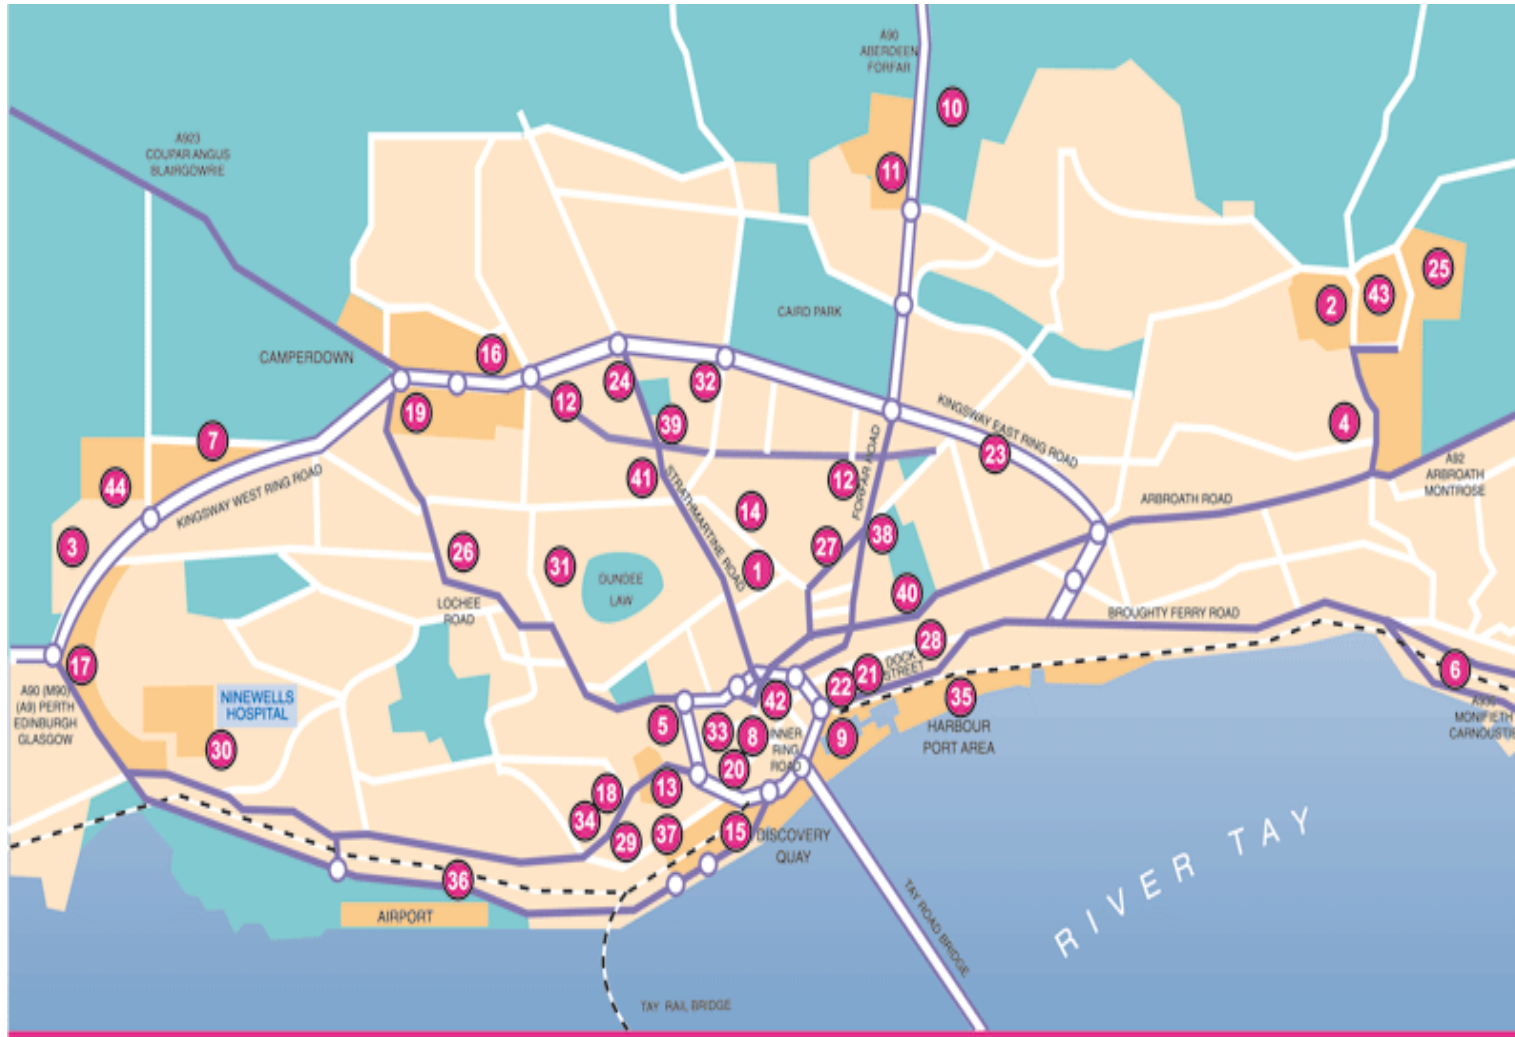 A90
ABERDEEN
FORFAR
10
A923
COUPAR ANGUS
BLAIRGOWRIE
11
25
2
43
CAIRD PARK
CAMPERDOWN
16
24
32
12
19
KINGSWAY EAST RING ROAD
4
39
7
FORFAR ROAD
23
A92
ARBROATH
MONTROSE
44
KINGSWAY WEST RING ROAD
41
STRATHMARTINE ROAD
12
ARBROATH ROAD
14
3
26
31
27
38
1
DUNDEE
LAW
40
LOCHEE
ROAD
BROUGHTY FERRY ROAD
28
17
DOCK
STREET
21
6
A90 (M90)
(A9) PERTH
EDINBURGH
GLASGOW
NINEWELLS
HOSPITAL
22
42
35
A930
MONIFIETH
CARNOUSTIE
5
33
8
INNER
RING
ROAD
9
HARBOUR
PORT AREA
30
20
13
18
34
29
37
15
DISCOVERY
QUAY
RIVER TAY
36
AIRPORT
TAY ROAD BRIDGE
TAY RAIL BRIDGE